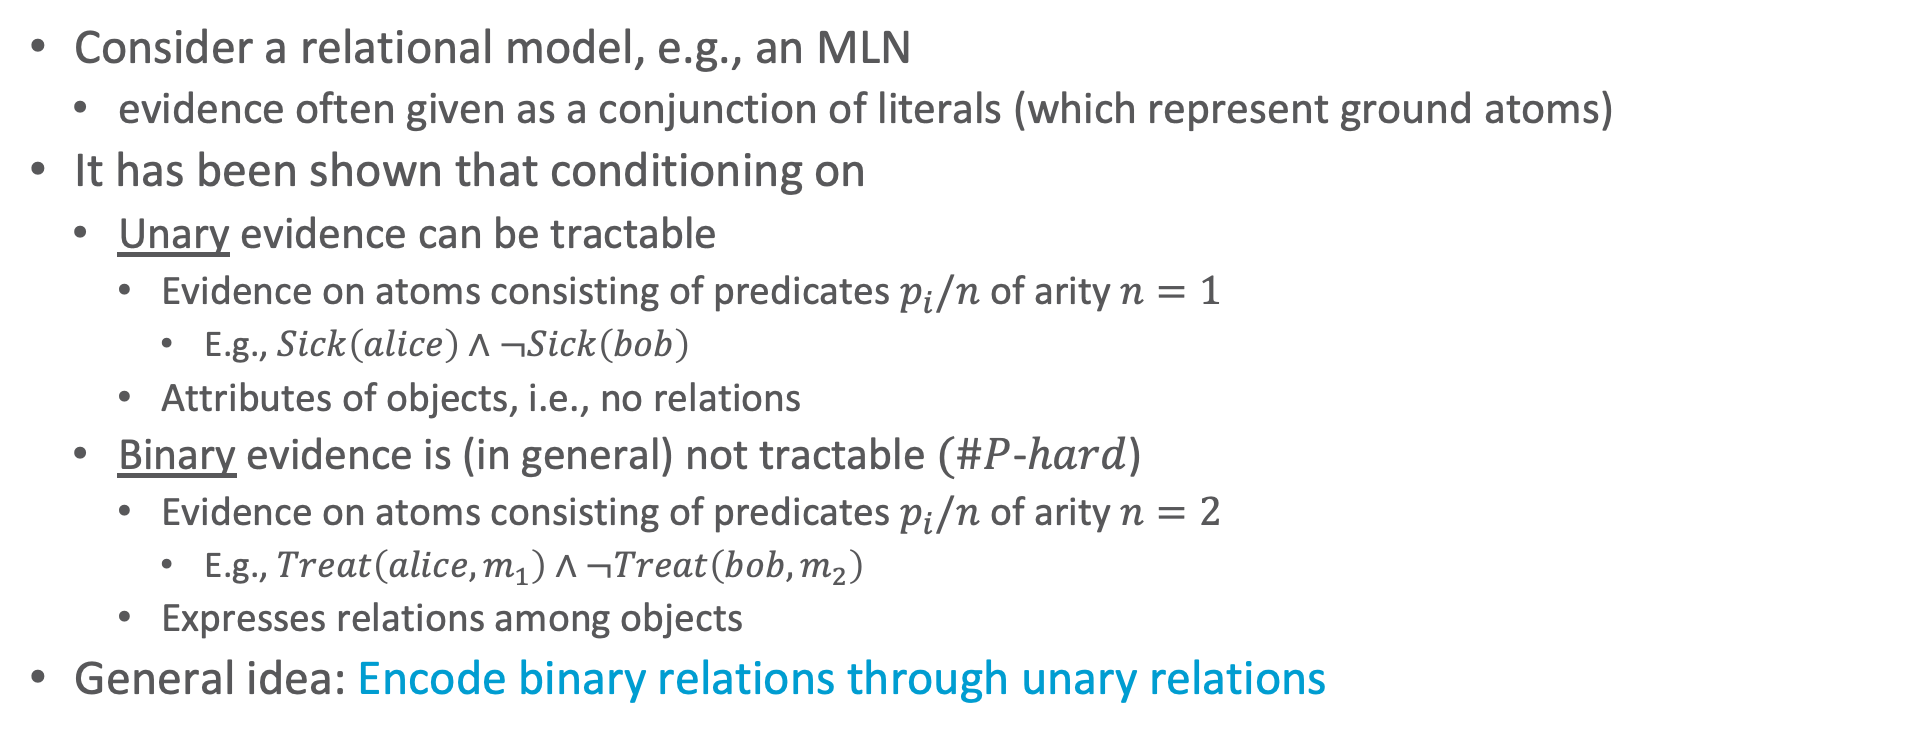 • Consider a relational model, e.g., an MLN
• evidence often given as a conjunction of literals (which represent ground atoms)
• It has been shown that conditioning on
• Unary evidence can be tractable
• Evidence on atoms consisting of predicates pᵢ/n of arity n = 1
• E.g., Sick(alice) ∧ ¬Sick(bob)
• Attributes of objects, i.e., no relations
• Binary evidence is (in general) not tractable (#P-hard)
• Evidence on atoms consisting of predicates pᵢ/n of arity n = 2
• E.g., Treat(alice, m₁) ∧ ¬Treat(bob, m₂)
• Expresses relations among objects
• General idea: Encode binary relations through unary relations